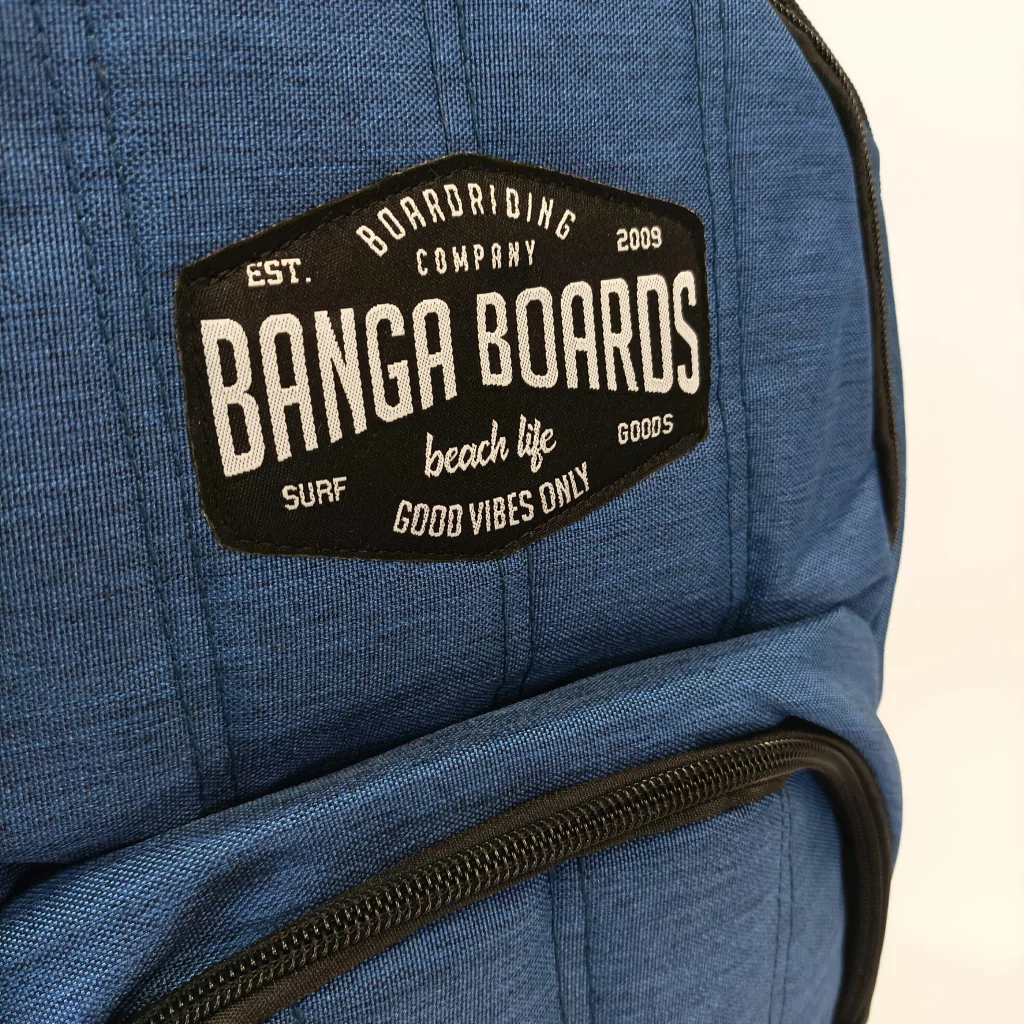 BOARDRIDING
COMPANY
EST. 2009
BANGA BOARDS
beach life
SURF GOODS
GOOD VIBES ONLY